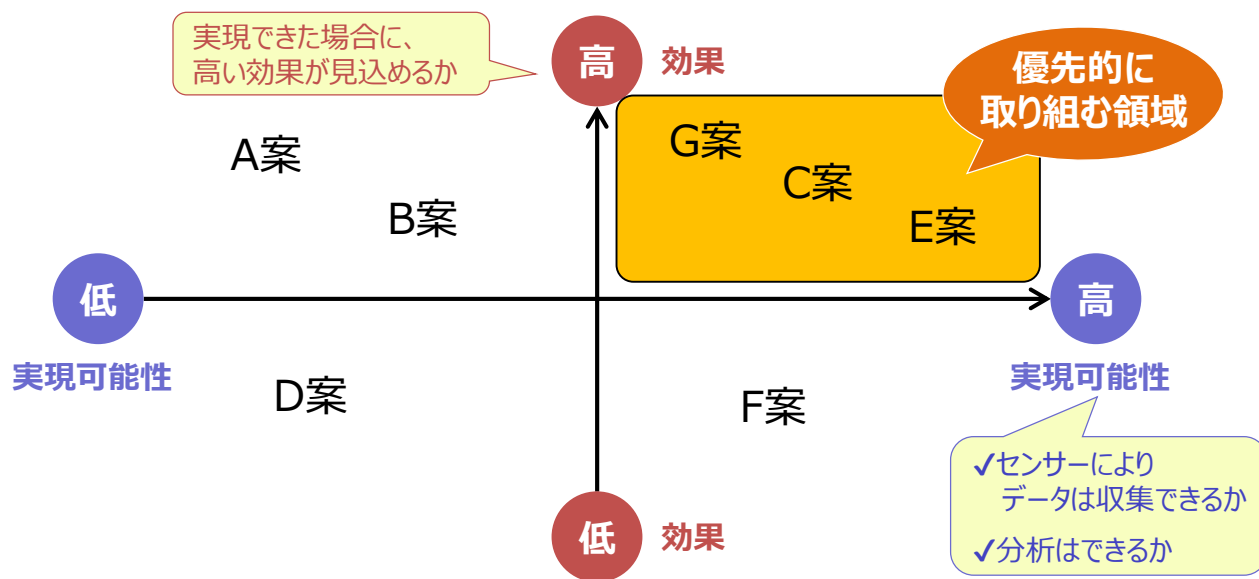 実現できた場合に、
高い効果が見込めるか
高
効果
優先的に
取り組む領域
A案
G案
C案
B案
E案
低
高
実現可能性
実現可能性
D案
F案
✓センサーにより
データは収集できるか
✓分析はできるか
低
効果